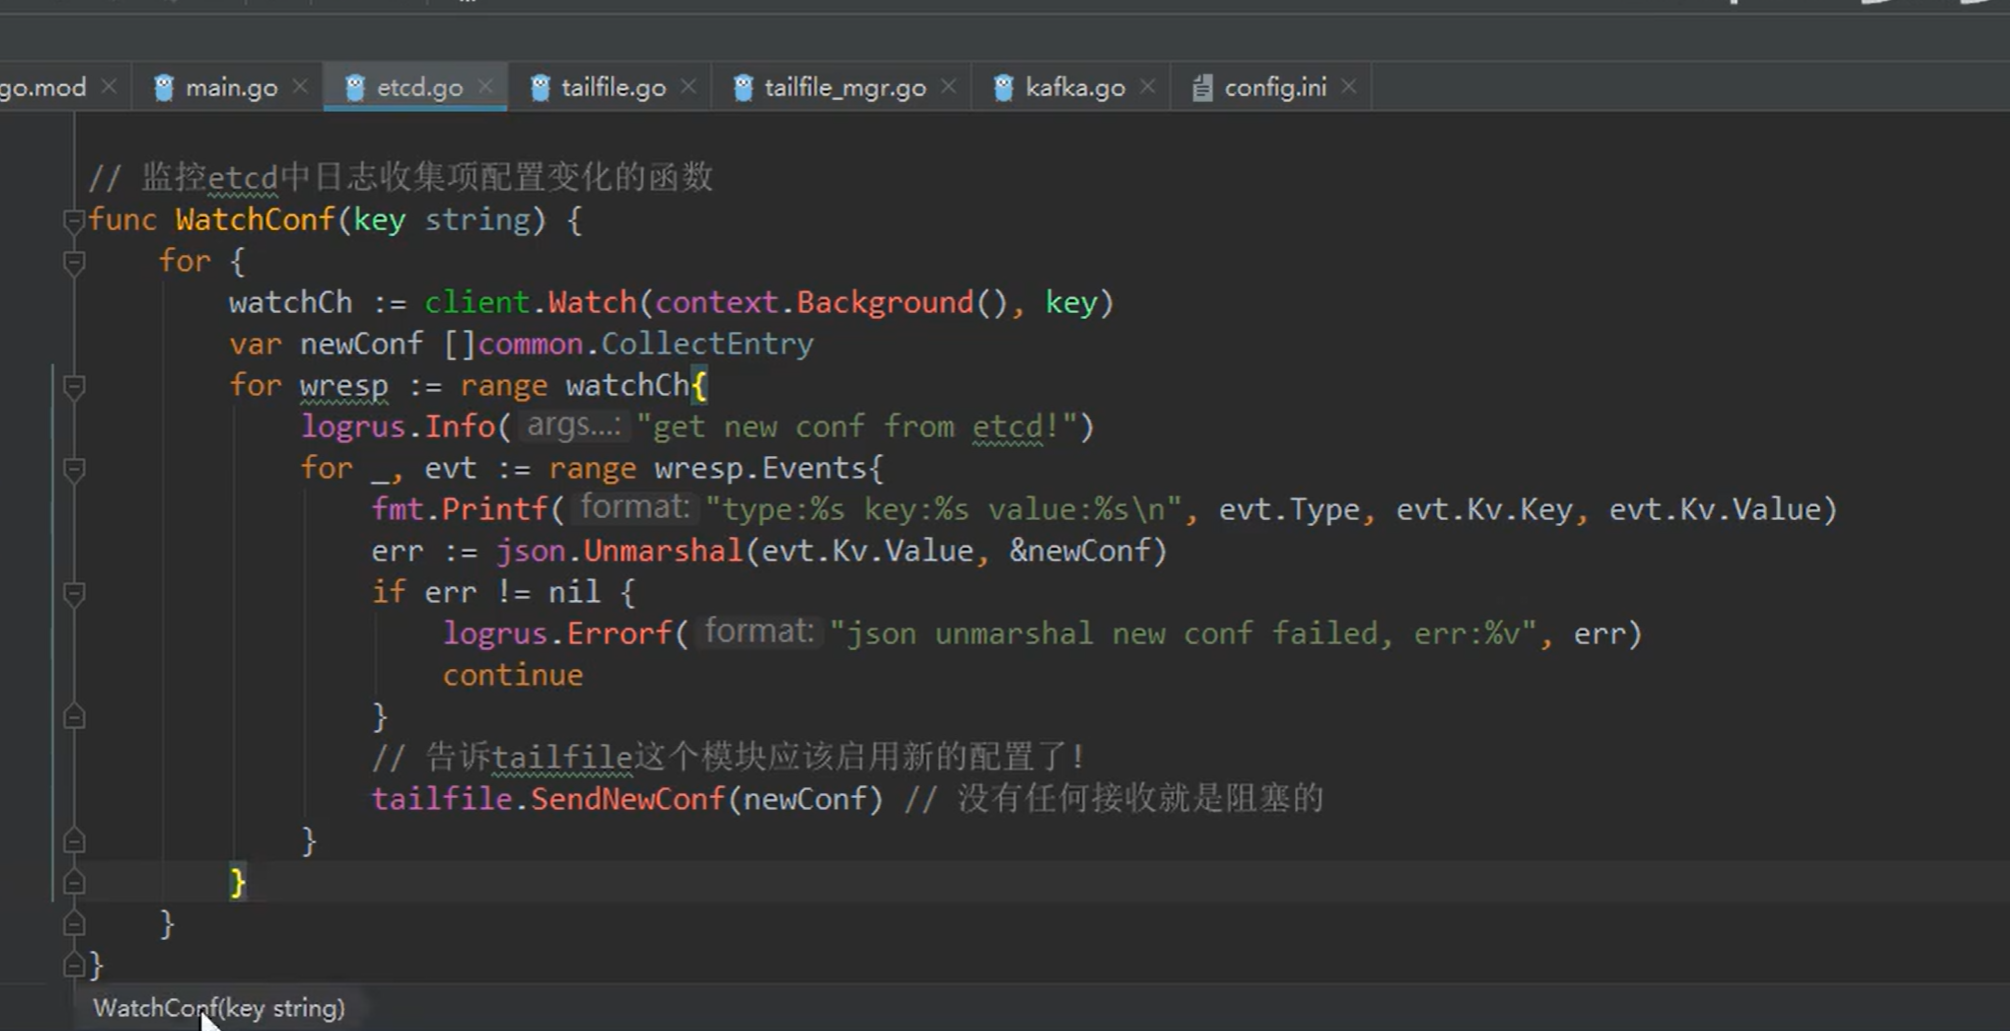 go.mod main.go etcd.go tailfile.go tailfile_mgr.go kafka.go config.ini
// 监控etcd中日志收集项配置变化的函数
func WatchConf(key string) {
for {
watchCh := client.Watch(context.Background(), key)
var newConf []common.CollectEntry
for wresp := range watchCh{
logrus.Info( args...: "get new conf from etcd!")
for _, evt := range wresp.Events{
fmt.Printf( format: "type:%s key:%s value:%s\n", evt.Type, evt.Kv.Key, evt.Kv.Value)
err := json.Unmarshal(evt.Kv.Value, &newConf)
if err != nil {
logrus.Errorf( format: "json unmarshal new conf failed, err:%v", err)
continue
}
// 告诉tailfile这个模块应该启用新的配置了!
tailfile.SendNewConf(newConf) // 没有任何接收就是阻塞的
}
}
}
}
WatchConf(key string)